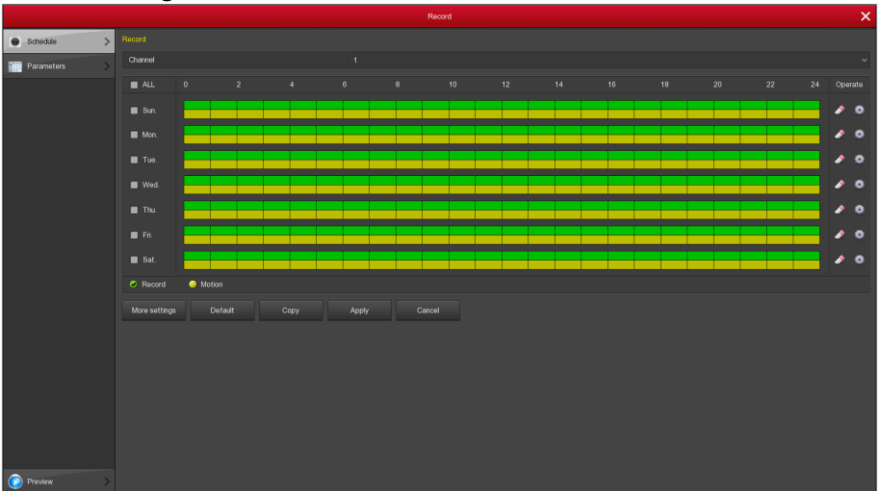 Record
Schedule
Parameters
Record
Channel 1
ALL 0 2 4 6 8 10 12 14 16 18 20 22 24 Operate
Sun.
Mon.
Tue.
Wed.
Thu.
Fri.
Sat.
Record Motion
More settings Default Copy Apply Cancel
Preview